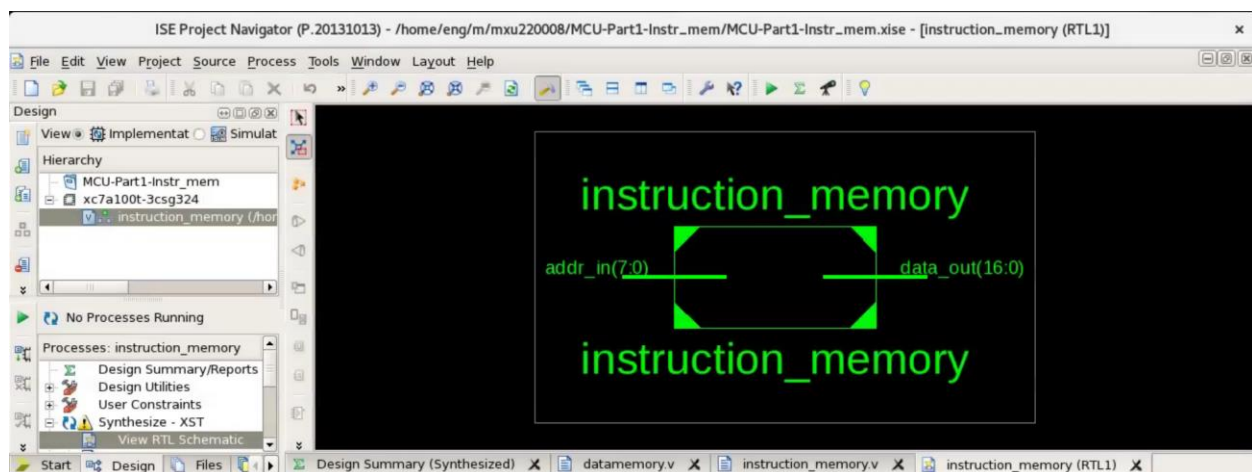 ISE Project Navigator (P.20131013) - /home/eng/m/mxu220008/MCU-Part1-Instr_mem/MCU-Part1-Instr_mem.xise - [instruction_memory (RTL1)]
File Edit View Project Source Process Tools Window Layout Help
Design
View Implementat Simulat
Hierarchy
MCU-Part1-Instr_mem
xc7a100t-3csg324
instruction_memory (/hor
No Processes Running
Processes: instruction_memory
Design Summary/Reports
Design Utilities
User Constraints
Synthesize - XST
View RTL Schematic
Start Design Files
instruction_memory
addr_in(7:0) data_out(16:0)
instruction_memory
Design Summary (Synthesized) datamemory.v instruction_memory.v instruction_memory (RTL1)